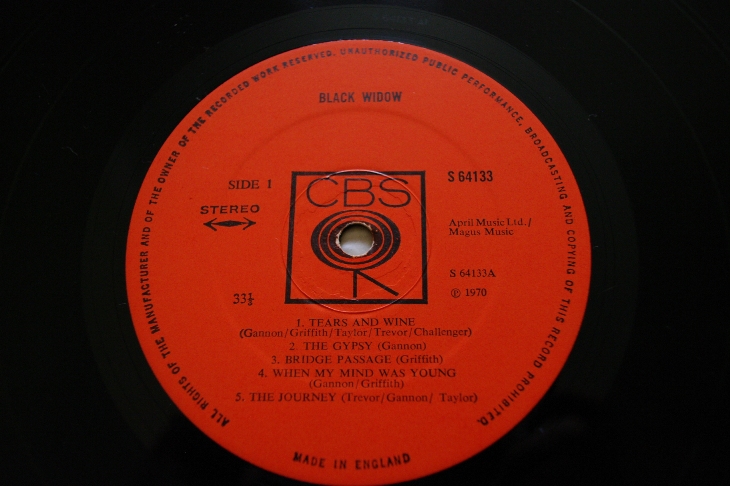 ALL RIGHTS OF THE MANUFACTURER AND OF THE OWNER OF THE RECORDED WORK RESERVED. UNAUTHORIZED PUBLIC PERFORMANCE, BROADCASTING AND COPYING OF THIS RECORD PROHIBITED.
BLACK WIDOW
SIDE 1
CBS
S 64133
STEREO
April Music Ltd./
Magus Music
S 64133A
33⅓
℗ 1970
1. TEARS AND WINE
(Gannon/Griffith/Taylor/Trevor/Challenger)
2. THE GYPSY (Gannon)
3. BRIDGE PASSAGE (Griffith)
4. WHEN MY MIND WAS YOUNG
(Gannon/Griffith)
5. THE JOURNEY (Trevor/Gannon/ Taylor)
MADE IN ENGLAND